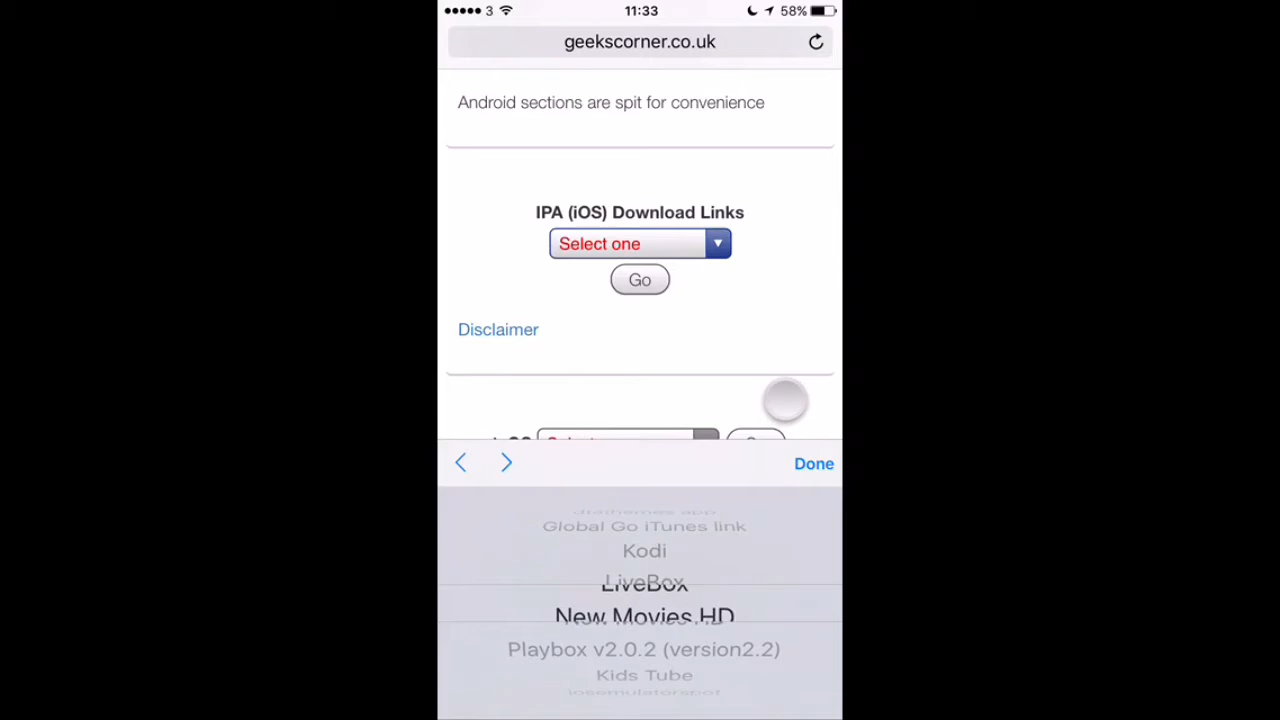 3 11:33 58%
geekscorner.co.uk
Android sections are spit for convenience
IPA (iOS) Download Links
Select one
Go
Disclaimer
Done
Global Go iTunes link
Kodi
LiveBox
New Movies HD
Playbox v2.0.2 (version2.2)
Kids Tube
iosemulatorspot